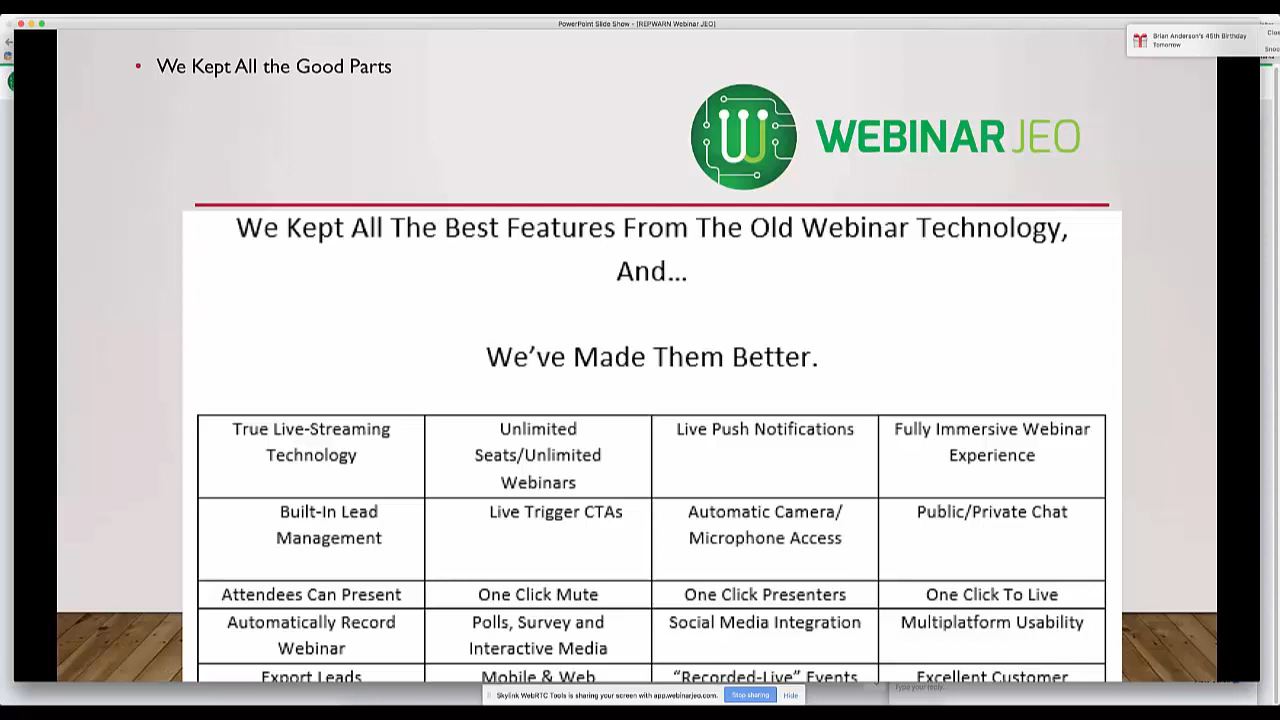 PowerPoint Slide Show - [REPWARN Webinar JEO]
Brian Anderson's 45th Birthday
Tomorrow
We Kept All the Good Parts
WEBINAR JEO
We Kept All The Best Features From The Old Webinar Technology,
And...
We've Made Them Better.
True Live-Streaming
Technology
Unlimited
Seats/Unlimited
Webinars
Live Push Notifications
Fully Immersive Webinar
Experience
Built-In Lead
Management
Live Trigger CTAs
Automatic Camera/
Microphone Access
Public/Private Chat
Attendees Can Present
One Click Mute
One Click Presenters
One Click To Live
Automatically Record
Webinar
Polls, Survey and
Interactive Media
Social Media Integration
Multiplatform Usability
Export Leads
Mobile & Web
“Recorded-Live” Events
Excellent Customer
Skylink WebRTC Tools is sharing your screen with app.webinarjeo.com.
Stop sharing
Hide
Type your reply...